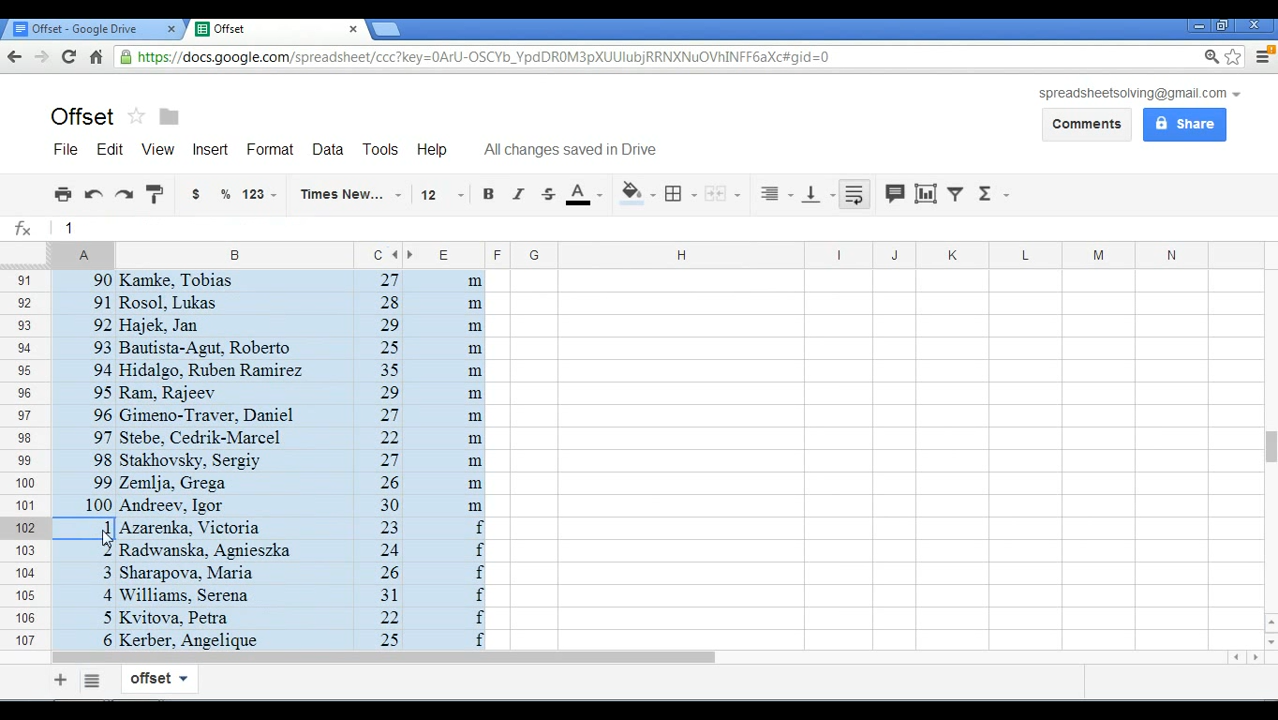 Offset - Google Drive
Offset
https://docs.google.com/spreadsheet/ccc?key=0ArU-OSCYb_YpdDR0M3pXUUlubjRRNXNuOVhINFF6aXc#gid=0
spreadsheetsolving@gmail.com
Offset
Comments
Share
File Edit View Insert Format Data Tools Help All changes saved in Drive
$ % 123 Times New... 12 B I S A Σ
fx 1
A B C E F G H I J K L M N
91 90 Kamke, Tobias 27 m
92 91 Rosol, Lukas 28 m
93 92 Hajek, Jan 29 m
94 93 Bautista-Agut, Roberto 25 m
95 94 Hidalgo, Ruben Ramirez 35 m
96 95 Ram, Rajeev 29 m
97 96 Gimeno-Traver, Daniel 27 m
98 97 Stebe, Cedrik-Marcel 22 m
99 98 Stakhovsky, Sergiy 27 m
100 99 Zemlja, Grega 26 m
101 100 Andreev, Igor 30 m
102 1 Azarenka, Victoria 23 f
103 2 Radwanska, Agnieszka 24 f
104 3 Sharapova, Maria 26 f
105 4 Williams, Serena 31 f
106 5 Kvitova, Petra 22 f
107 6 Kerber, Angelique 25 f
offset